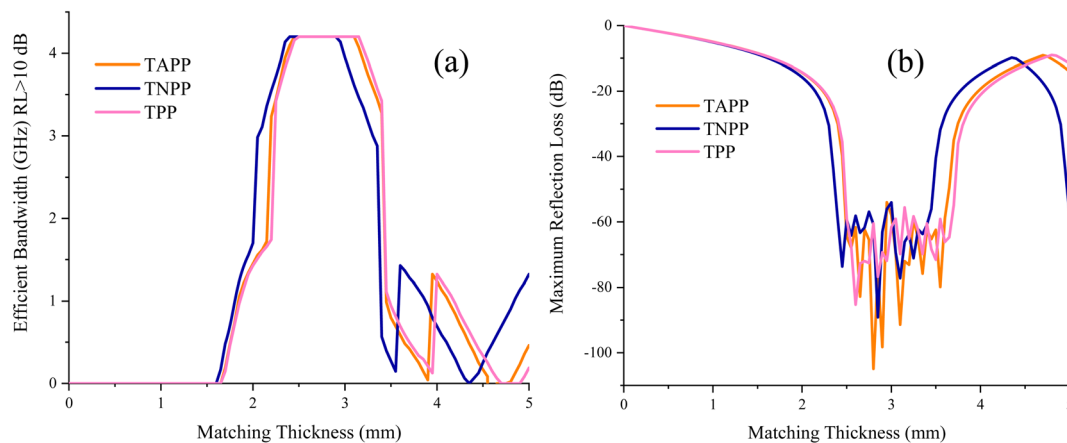 (a)
Efficient Bandwidth (GHz) RL>10 dB
4
3
2
1
0
TAPP
TNPP
TPP
0
1
2
3
4
5
Matching Thickness (mm)
(b)
Maximum Reflection Loss (dB)
0
-20
-40
-60
-80
-100
TAPP
TNPP
TPP
0
1
2
3
4
Matching Thickness (mm)